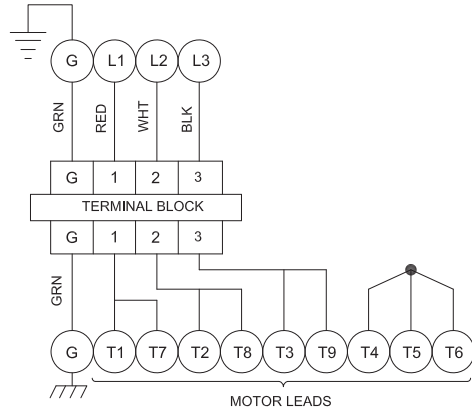 G L1 L2 L3
GRN RED WHT BLK
G 1 2 3
TERMINAL BLOCK
G 1 2 3
GRN
G T1 T7 T2 T8 T3 T9 T4 T5 T6
MOTOR LEADS